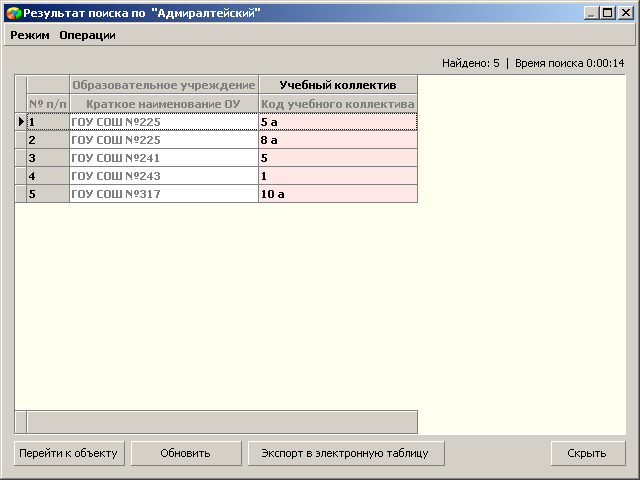 Результат поиска по "Адмиралтейский"
Режим Операции
Найдено: 5 | Время поиска 0:00:14
Образовательное учреждение Учебный коллектив
№ п/п Краткое наименование ОУ Код учебного коллектива
1 ГОУ СОШ №225 5 а
2 ГОУ СОШ №225 8 а
3 ГОУ СОШ №241 5
4 ГОУ СОШ №243 1
5 ГОУ СОШ №317 10 а
Перейти к объекту Обновить Экспорт в электронную таблицу Скрыть